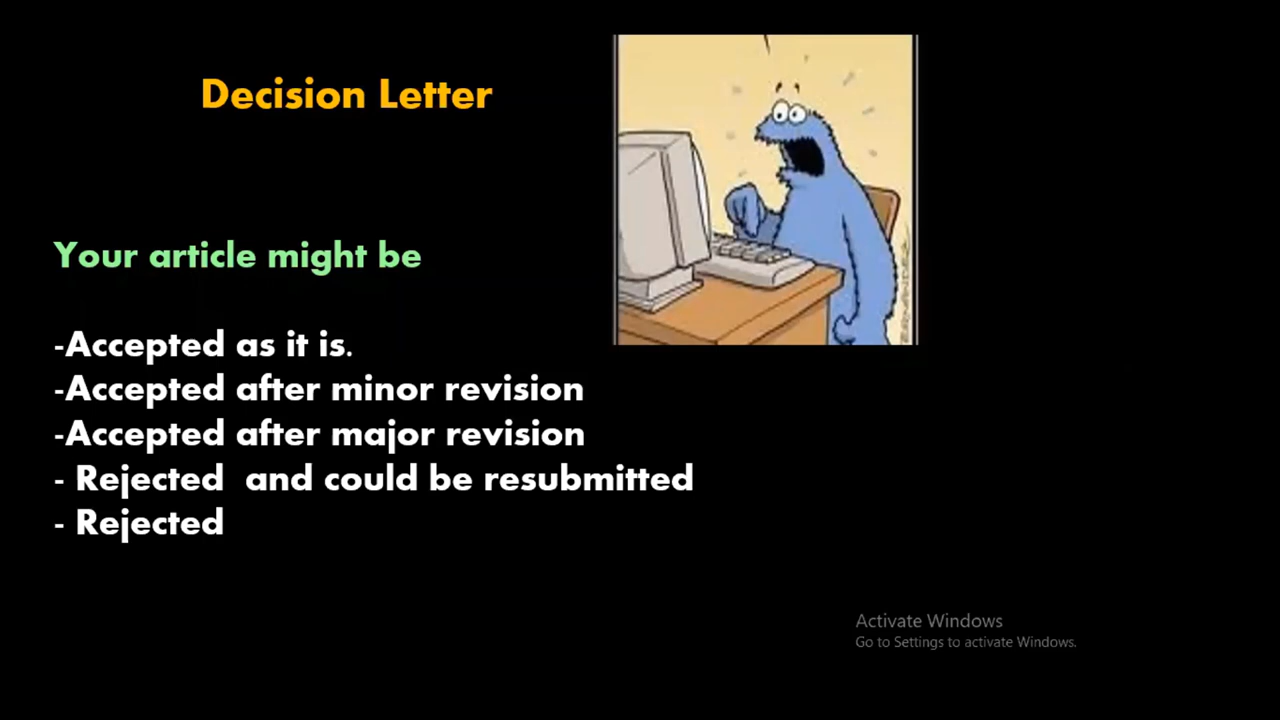 Decision Letter
Your article might be
-Accepted as it is.
-Accepted after minor revision
-Accepted after major revision
- Rejected  and could be resubmitted
- Rejected
Activate Windows
Go to Settings to activate Windows.